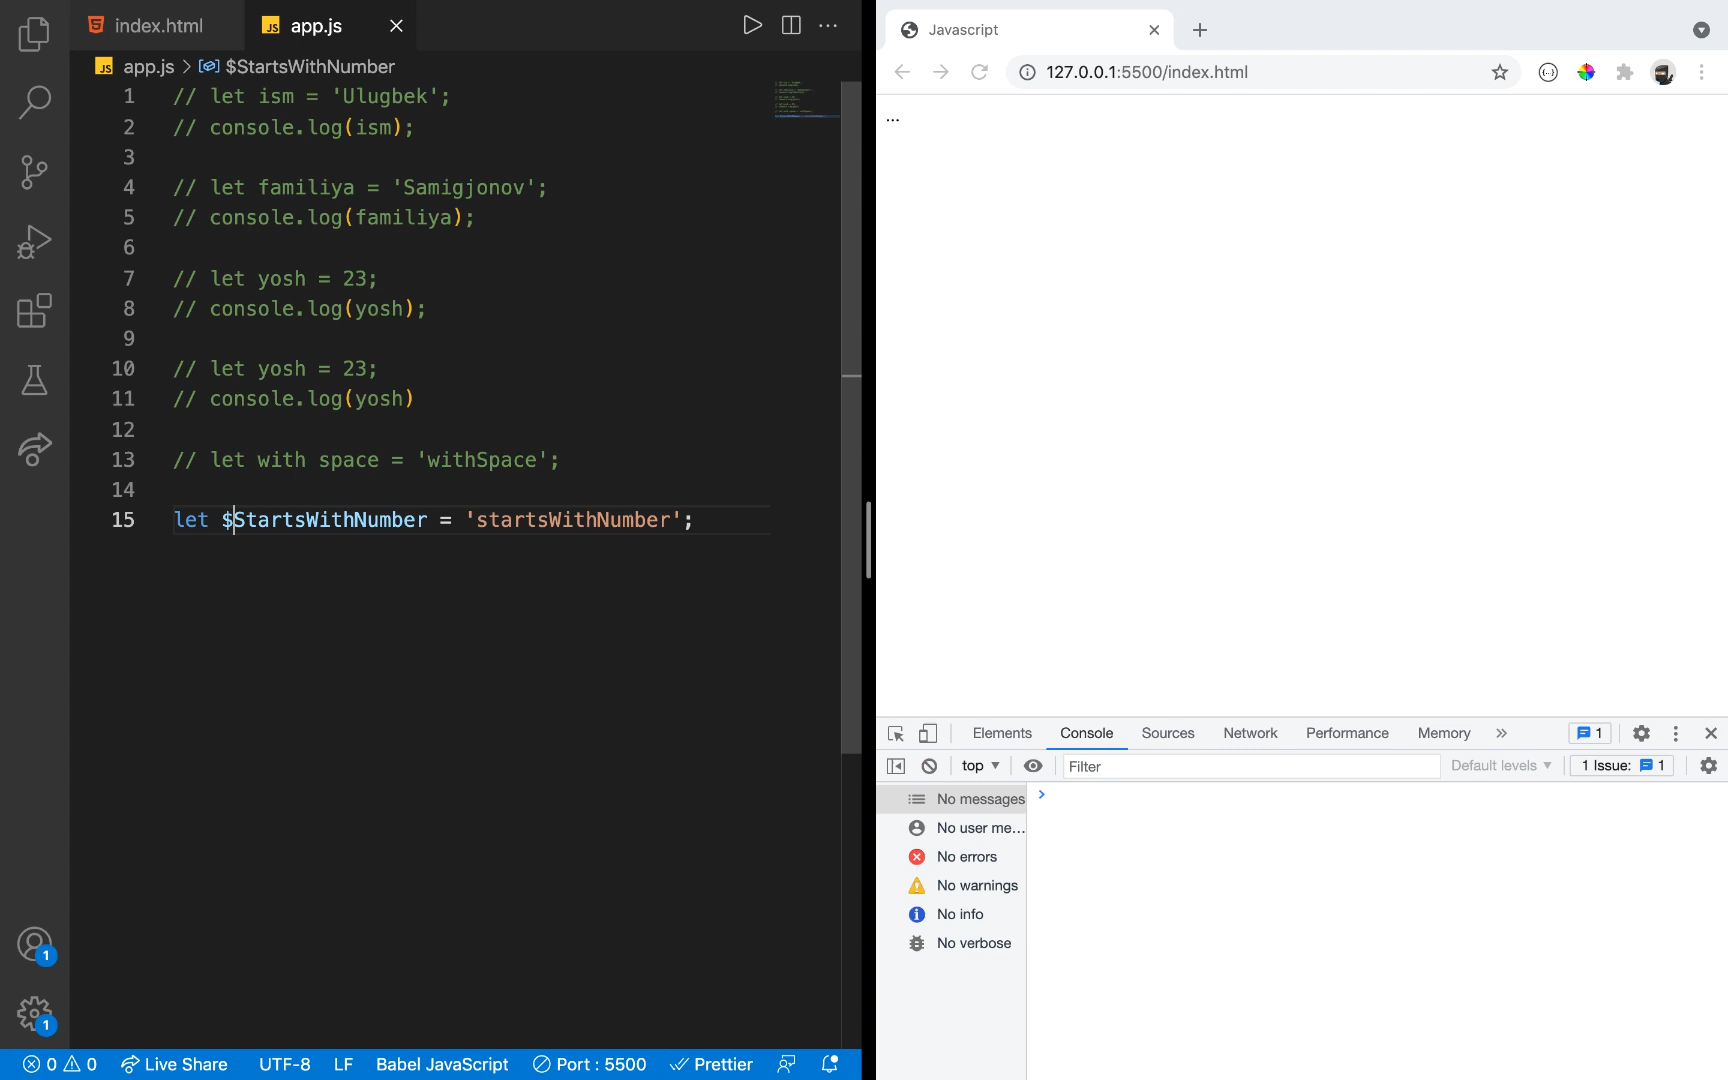 index.html
app.js
app.js > $StartsWithNumber
1 // let ism = 'Ulugbek';
2 // console.log(ism);
3
4 // let familiya = 'Samigjonov';
5 // console.log(familiya);
6
7 // let yosh = 23;
8 // console.log(yosh);
9
10 // let yosh = 23;
11 // console.log(yosh)
12
13 // let with space = 'withSpace';
14
15 let $StartsWithNumber = 'startsWithNumber';
1
1
0 0 Live Share UTF-8 LF Babel JavaScript Port : 5500 Prettier
Javascript
127.0.0.1:5500/index.html
...
Elements Console Sources Network Performance Memory » 1
top Filter Default levels 1 Issue: 1
No messages
No user me...
No errors
No warnings
No info
No verbose